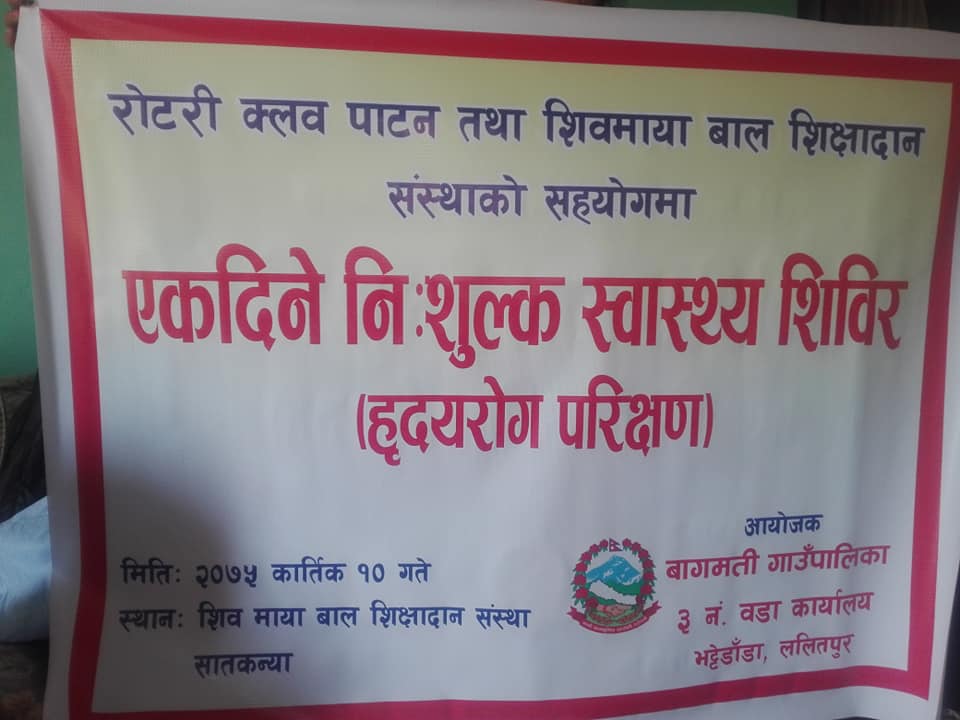 रोटरी क्लव पाटन तथा शिवमाया बाल शिक्षादान
संस्थाको सहयोगमा
एकदिने निःशुल्क स्वास्थ्य शिविर
(हृदयरोग परिक्षण)
मितिः २०७५ कार्तिक १० गते
स्थानः शिव माया बाल शिक्षादान संस्था
सातकन्या
आयोजक
बागमती गाउँपालिका
३ नं. वडा कार्यालय
भट्टेडाँडा, ललितपुर